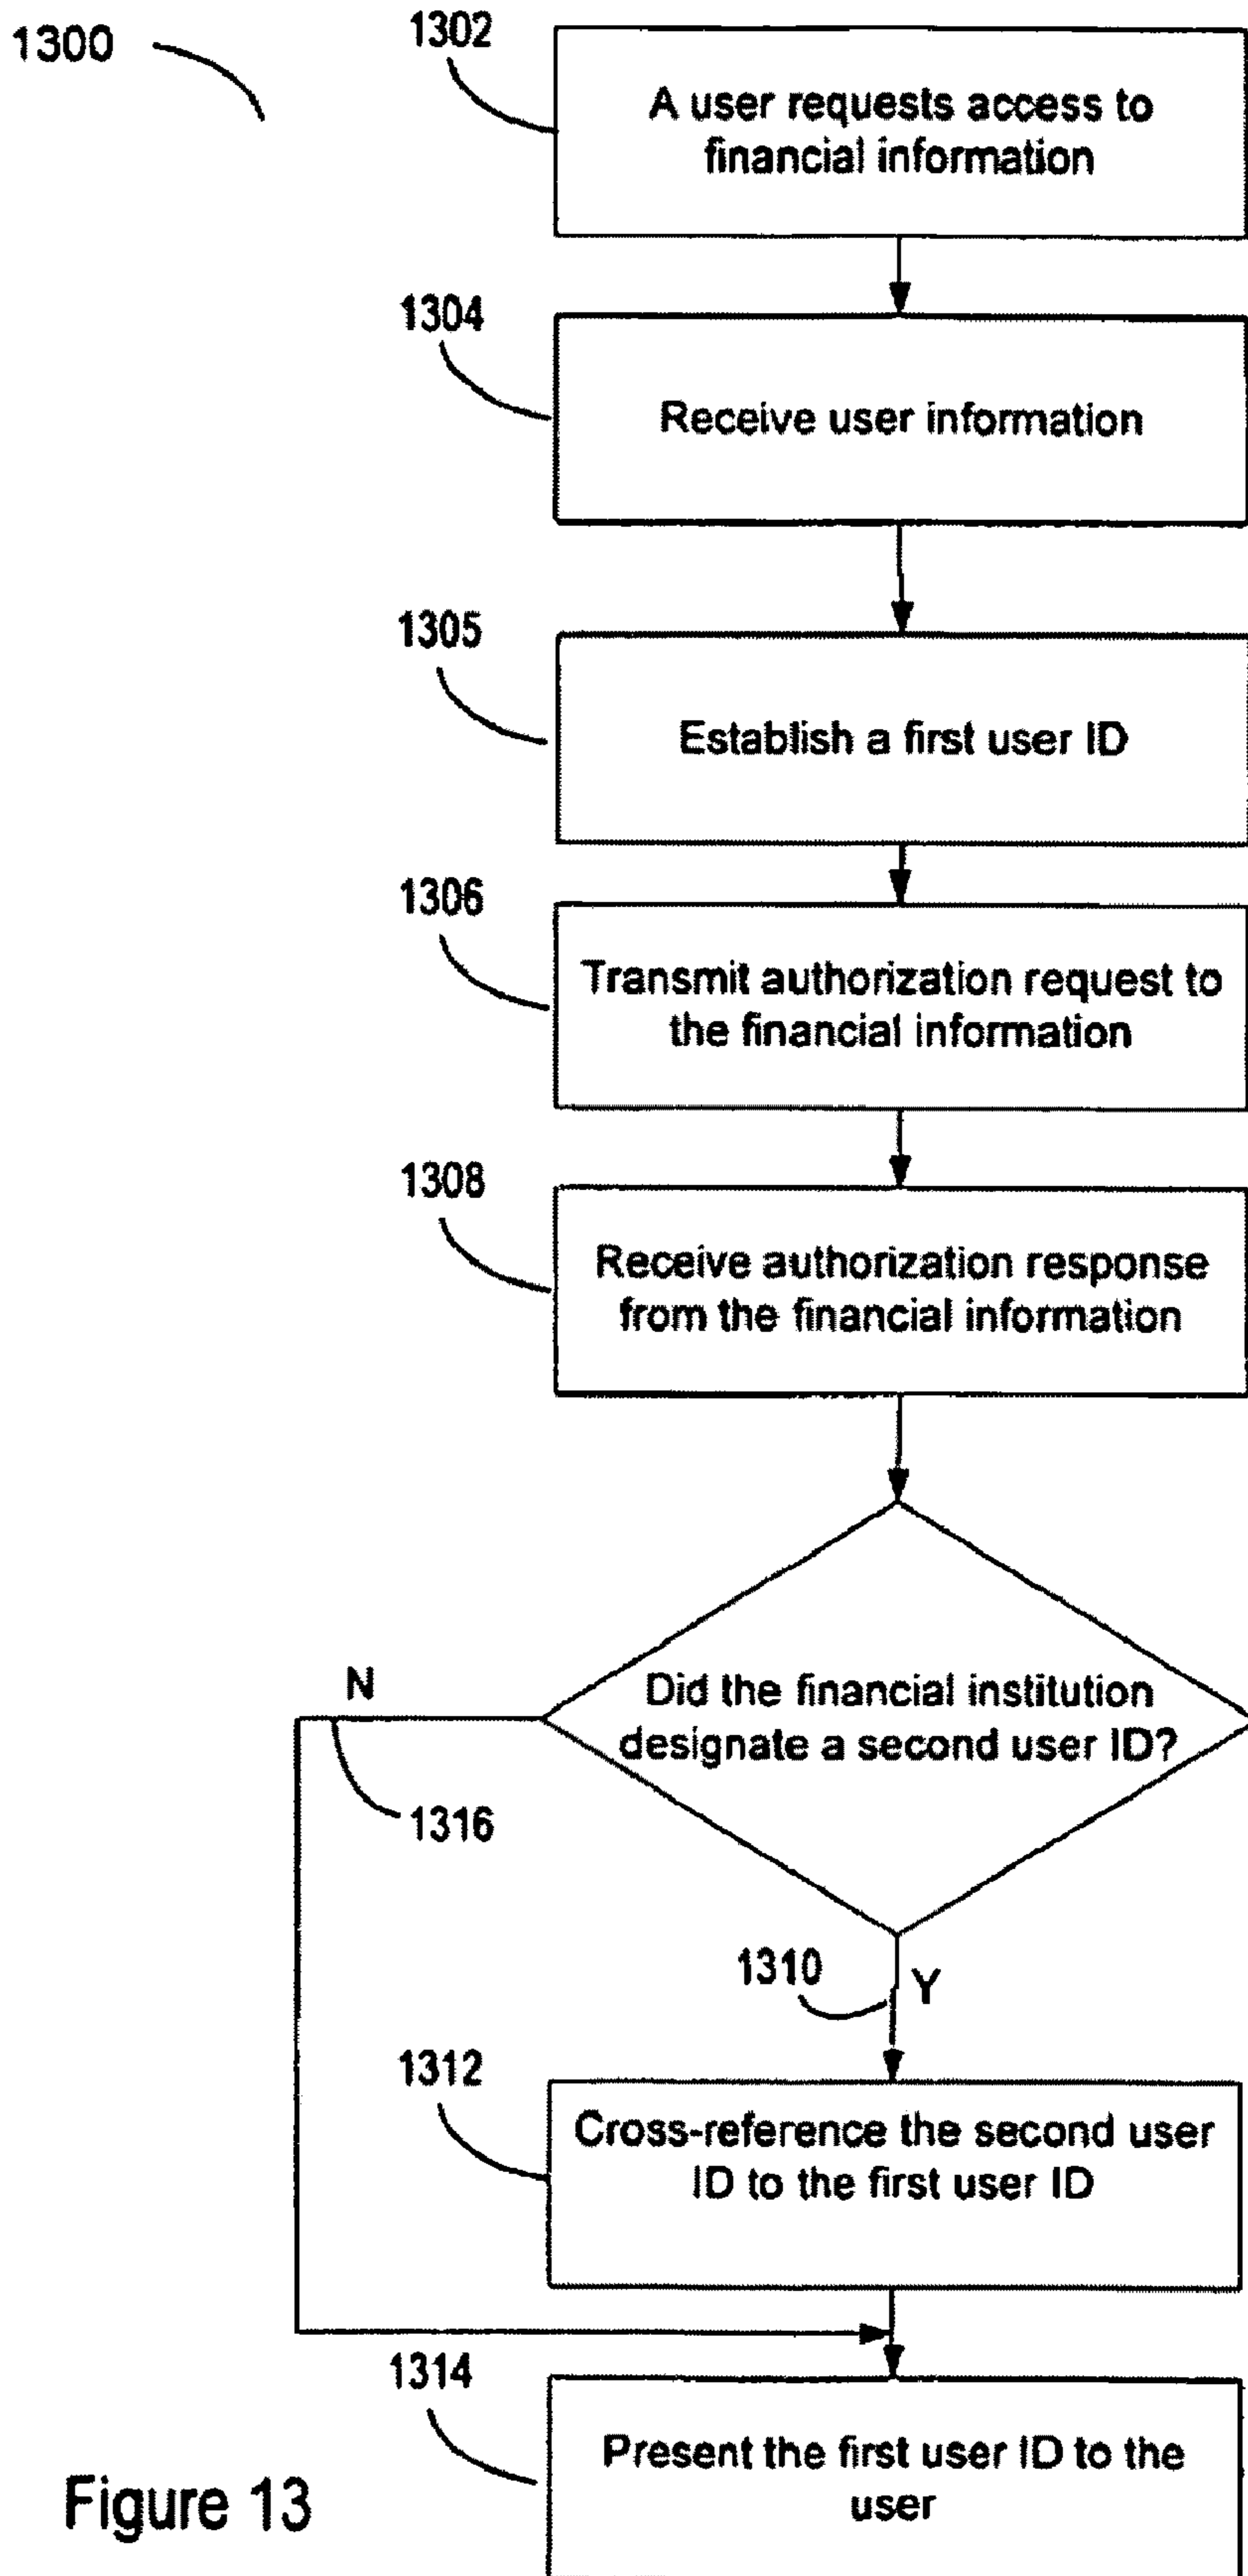 1300
1302
A user requests access to
financial information
1304
Receive user information
1305
Establish a first user ID
1306
Transmit authorization request to
the financial information
1308
Receive authorization response
from the financial information
Did the financial institution
designate a second user ID?
N
1316
1310
Y
1312
Cross-reference the second user
ID to the first user ID
1314
Present the first user ID to the
user
Figure 13